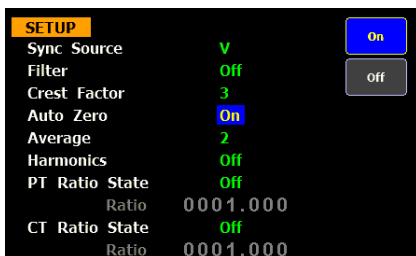 SETUP
Sync Source V
Filter Off
Crest Factor 3
Auto Zero On
Average 2
Harmonics Off
PT Ratio State Off
Ratio 0001.000
CT Ratio State Off
Ratio 0001.000
On
Off